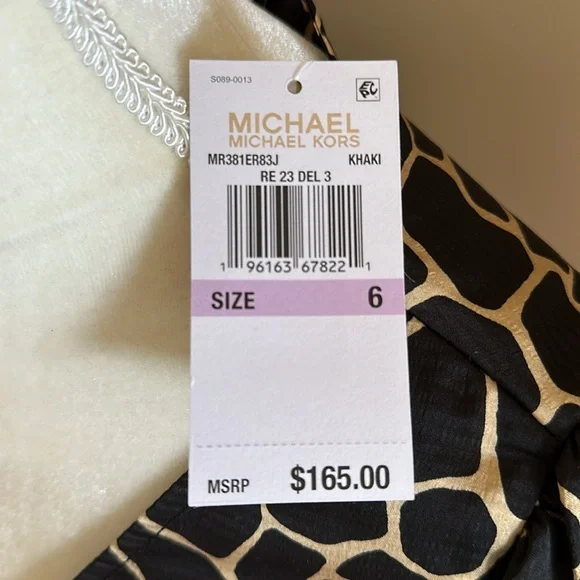 S089-0013
MICHAEL
MICHAEL KORS
MR381ER83J KHAKI
RE 23 DEL 3
1 96163 67822 1
SIZE 6
MSRP $165.00